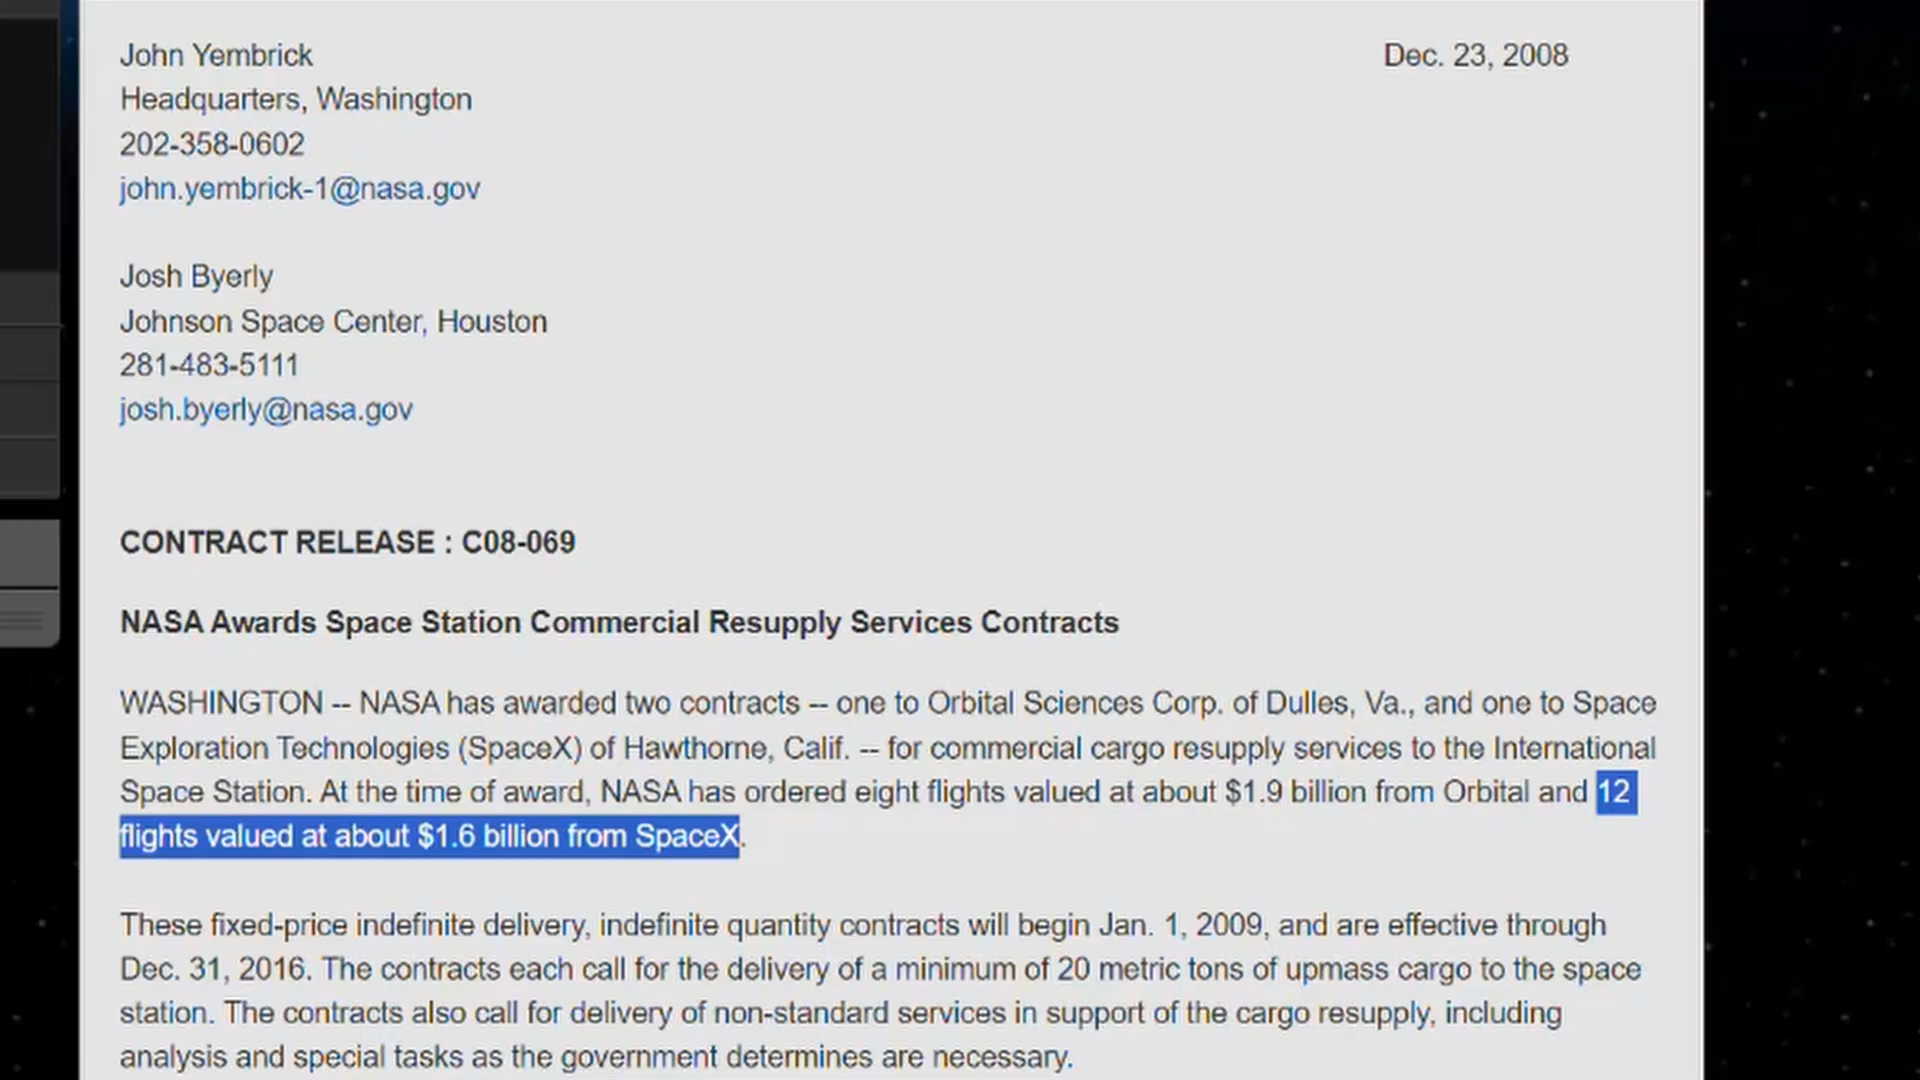 John Yembrick
Dec. 23, 2008
Headquarters, Washington
202-358-0602
john.yembrick-1@nasa.gov
Josh Byerly
Johnson Space Center, Houston
281-483-5111
josh.byerly@nasa.gov
CONTRACT RELEASE : C08-069
NASA Awards Space Station Commercial Resupply Services Contracts
WASHINGTON -- NASA has awarded two contracts -- one to Orbital Sciences Corp. of Dulles, Va., and one to Space
Exploration Technologies (SpaceX) of Hawthorne, Calif. -- for commercial cargo resupply services to the International
Space Station. At the time of award, NASA has ordered eight flights valued at about $1.9 billion from Orbital and 12
flights valued at about $1.6 billion from SpaceX.
These fixed-price indefinite delivery, indefinite quantity contracts will begin Jan. 1, 2009, and are effective through
Dec. 31, 2016. The contracts each call for the delivery of a minimum of 20 metric tons of upmass cargo to the space
station. The contracts also call for delivery of non-standard services in support of the cargo resupply, including
analysis and special tasks as the government determines are necessary.